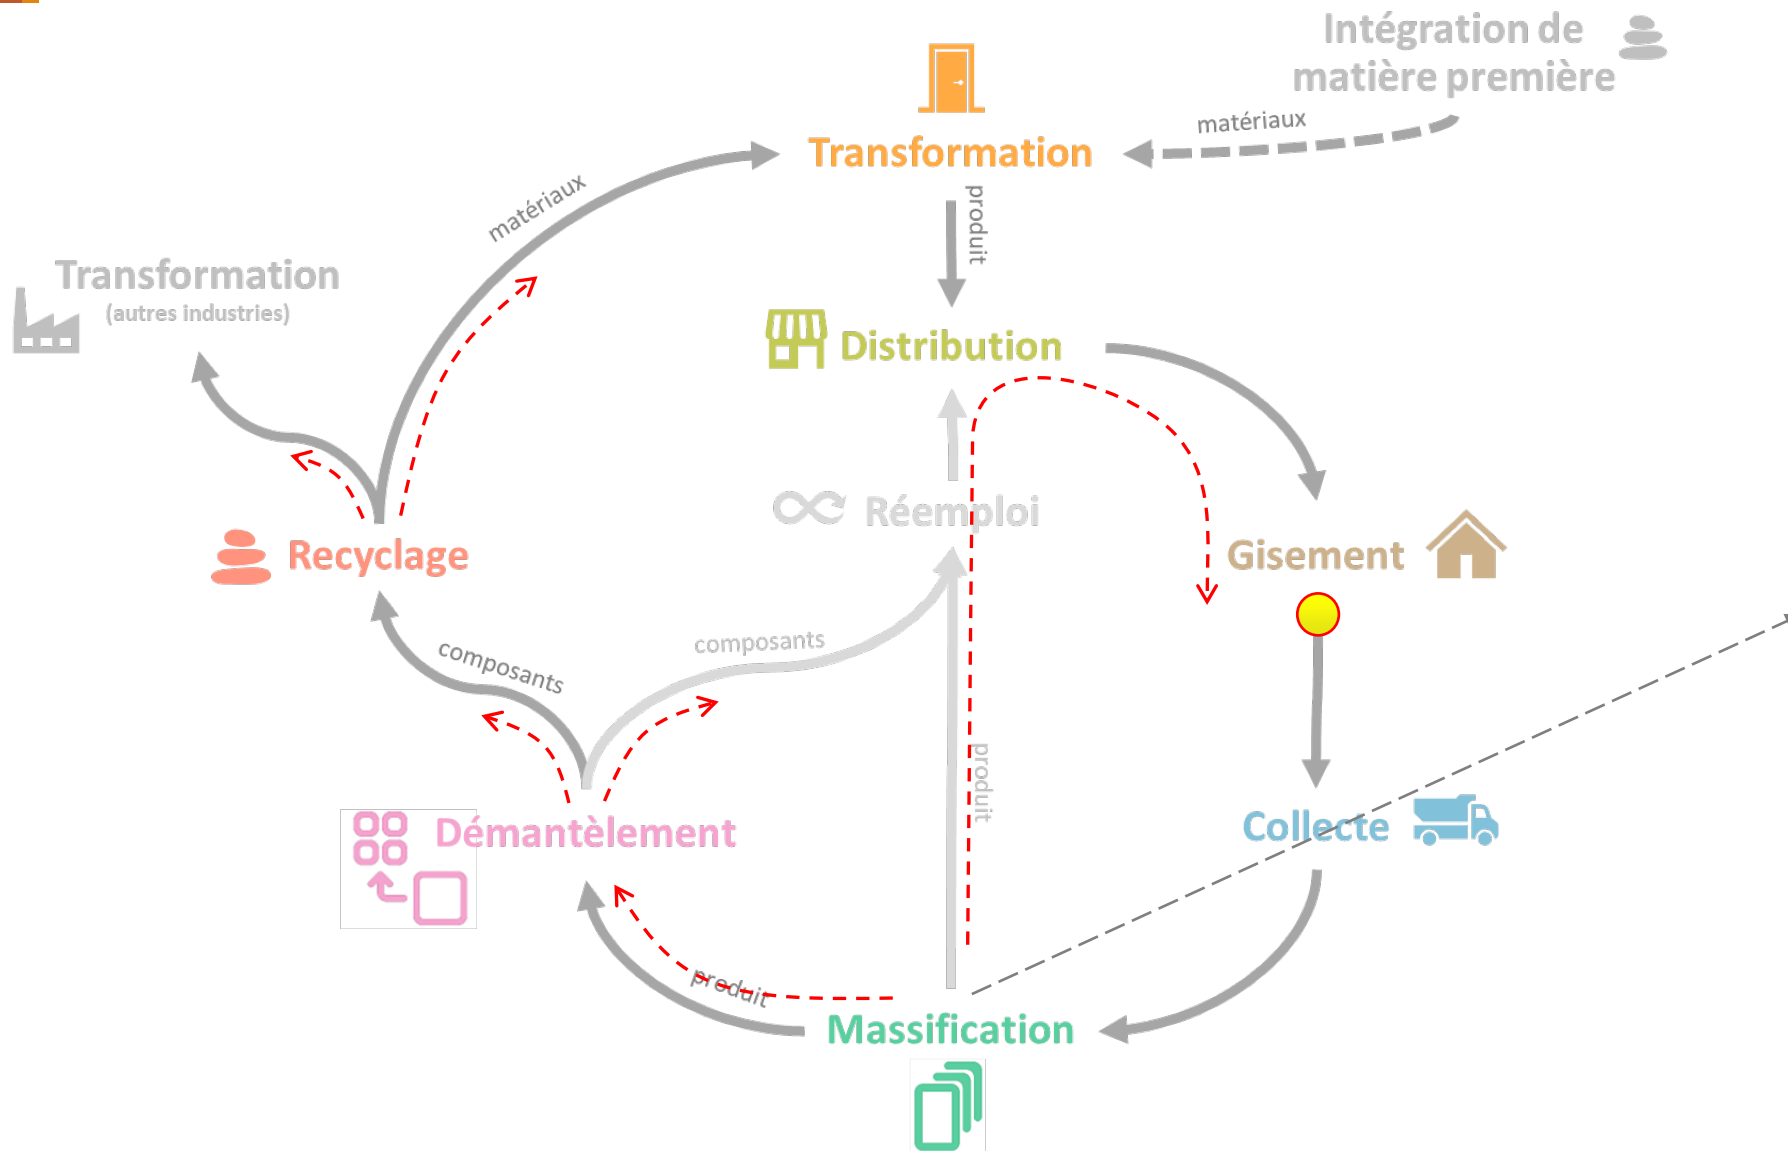 Intégration de
matière première
matériaux
Transformation
produit
matériaux
Transformation
(autres industries)
Distribution
Réemploi
Recyclage
Gisement
composants
composants
produit
Démantèlement
Collecte
produit
Massification